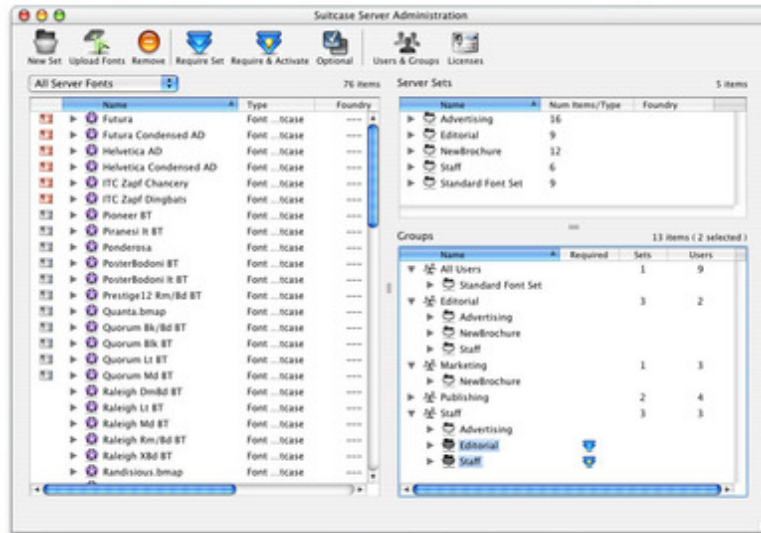 Suitcase Server Administration
New Set Upload Fonts Remove Require Set Require & Activate Optional Users & Groups Licenses
All Server Fonts 76 items
Name Type Foundry
Futura Font ...tcase ---
Futura Condensed AD Font ...tcase ---
Helvetica AD Font ...tcase ---
Helvetica Condensed AD Font ...tcase ---
ITC Zapf Chancery Font ...tcase ---
ITC Zapf Dingbats Font ...tcase ---
Pioneer BT Font ...tcase ---
Piranesi It BT Font ...tcase ---
Ponderosa Font ...tcase ---
PosterBodoni BT Font ...tcase ---
PosterBodoni It BT Font ...tcase ---
Prestige12 Rm/Bd BT Font ...tcase ---
Quanta.bmap Font ...tcase ---
Quorum Bk/Bd BT Font ...tcase ---
Quorum Blk BT Font ...tcase ---
Quorum Lt BT Font ...tcase ---
Quorum Md BT Font ...tcase ---
Raleigh DmBd BT Font ...tcase ---
Raleigh Lt BT Font ...tcase ---
Raleigh Md BT Font ...tcase ---
Raleigh Rm/Bd BT Font ...tcase ---
Raleigh XBd BT Font ...tcase ---
Randisious.bmap Font ...tcase ---
Server Sets 5 items
Name Num Items/Type Foundry
Advertising 16
Editorial 9
NewBrochure 12
Staff 6
Standard Font Set 9
Groups 13 items ( 2 selected )
Name Required Sets Users
All Users 1 9
Standard Font Set
Editorial 3 2
Advertising
NewBrochure
Staff
Marketing 1 3
NewBrochure
Publishing 2 4
Staff 3 3
Advertising
Editorial
Staff